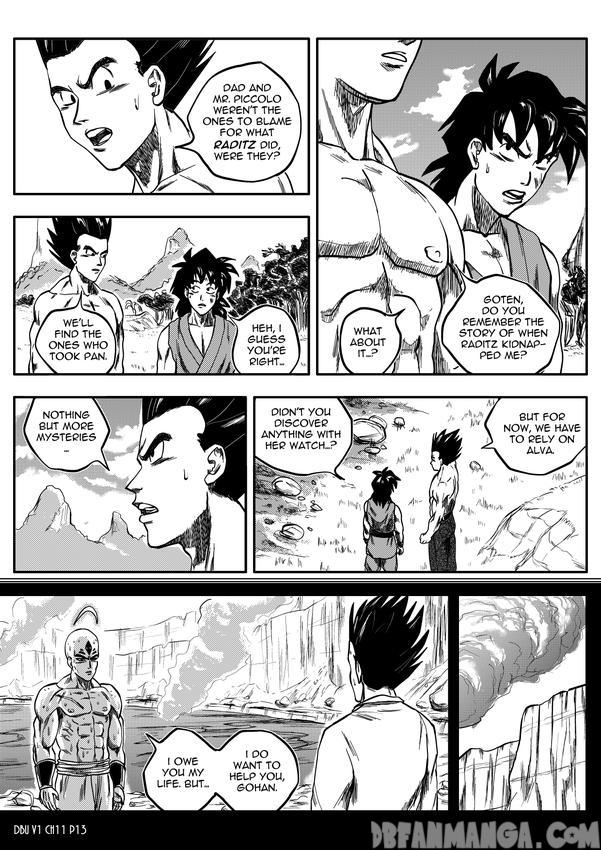 GOTEN,
DO YOU
REMEMBER THE
STORY OF WHEN
RADITZ KIDNAP-
PED ME?
WHAT
ABOUT
IT...?
DAD AND
MR. PICCOLO
WEREN'T THE
ONES TO BLAME
FOR WHAT
RADITZ DID,
WERE THEY?
HEH, I
GUESS
YOU'RE
RIGHT...
WE'LL
FIND THE
ONES WHO
TOOK PAN.
BUT FOR
NOW, WE HAVE
TO RELY ON
ALVA.
DIDN'T YOU
DISCOVER
ANYTHING WITH
HER WATCH..?
NOTHING
BUT MORE
MYSTERIES
...
I DO
WANT TO
HELP YOU,
GOHAN.
I OWE
YOU MY
LIFE. BUT...
DBU V1 CH11 P13
DBFANMANGA.COM